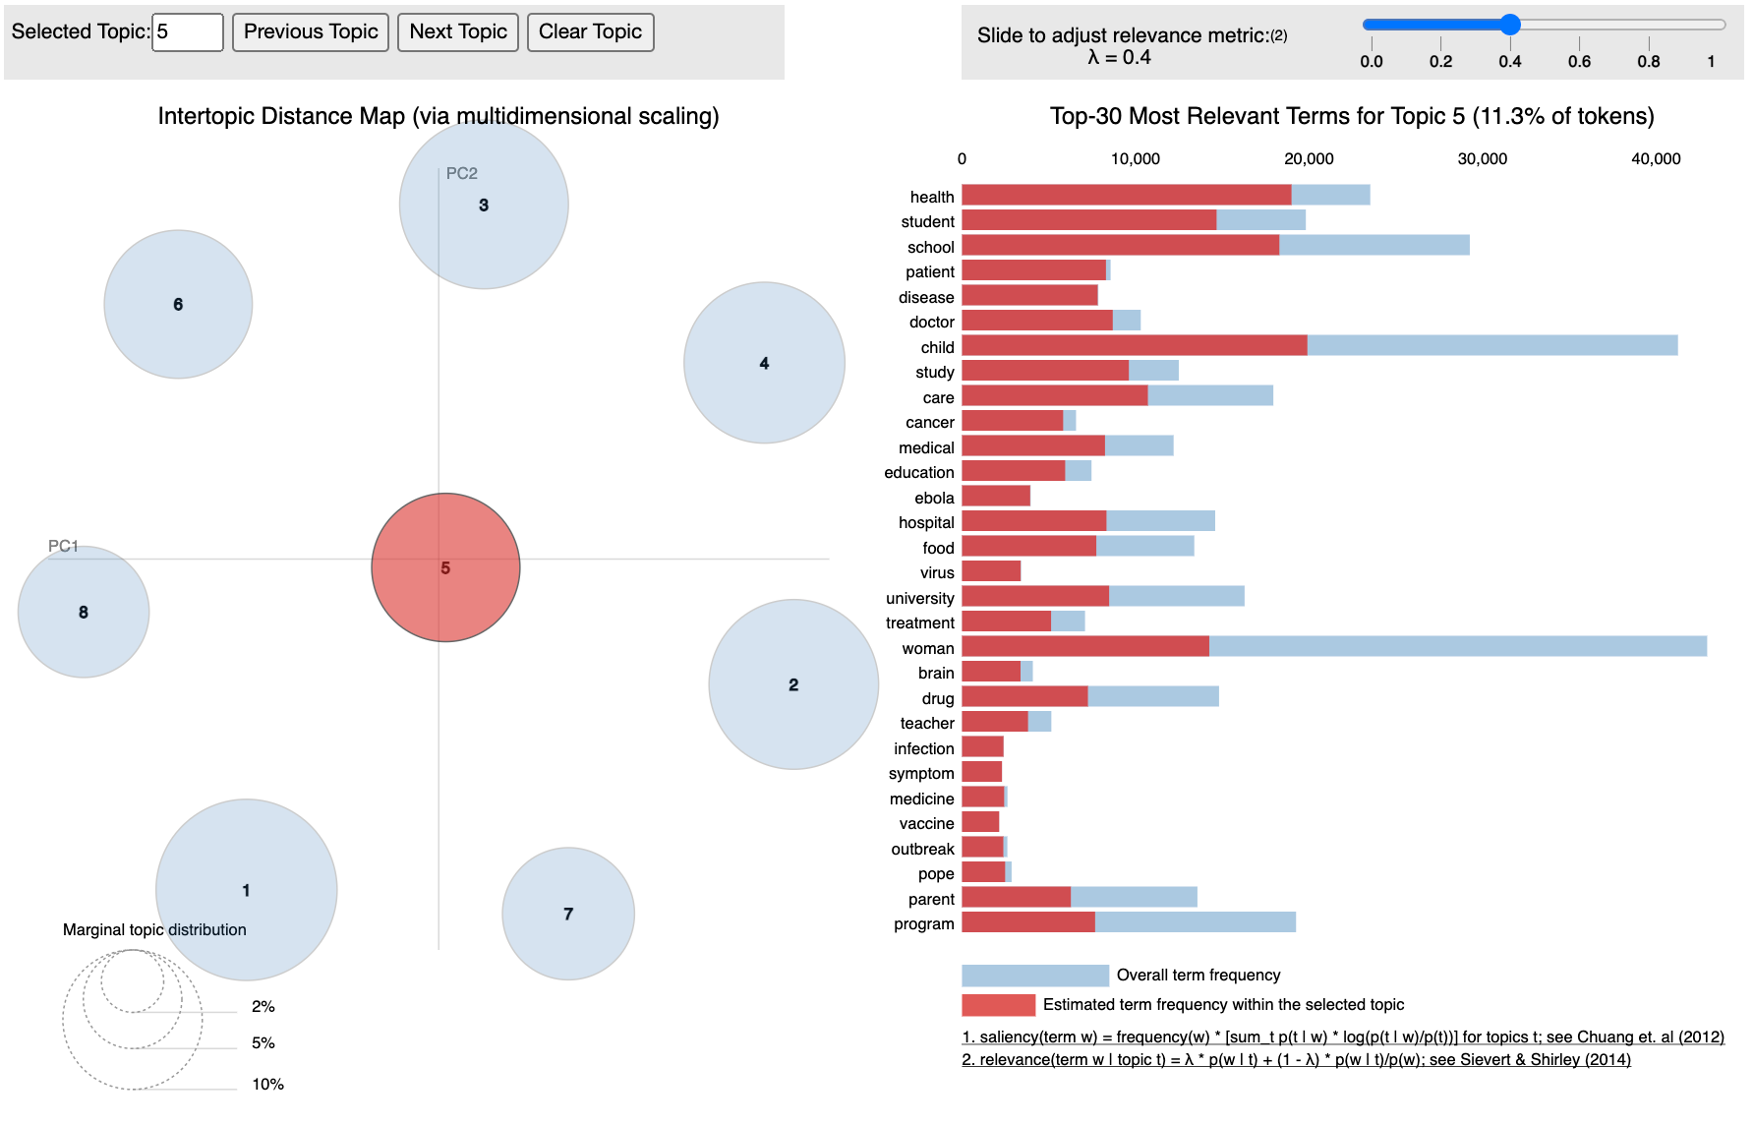 Selected Topic: 5 Previous Topic Next Topic Clear Topic
Slide to adjust relevance metric:(2)
λ = 0.4
0.0 0.2 0.4 0.6 0.8 1
Intertopic Distance Map (via multidimensional scaling)
PC2
3
6
4
PC1
5
8
2
1
7
Marginal topic distribution
2%
5%
10%
Top-30 Most Relevant Terms for Topic 5 (11.3% of tokens)
0 10,000 20,000 30,000 40,000
health
student
school
patient
disease
doctor
child
study
care
cancer
medical
education
ebola
hospital
food
virus
university
treatment
woman
brain
drug
teacher
infection
symptom
medicine
vaccine
outbreak
pope
parent
program
Overall term frequency
Estimated term frequency within the selected topic
1. saliency(term w) = frequency(w) * [sum_t p(t | w) * log(p(t | w)/p(t))] for topics t; see Chuang et. al (2012)
2. relevance(term w | topic t) = λ * p(w | t) + (1 - λ) * p(w | t)/p(w); see Sievert & Shirley (2014)